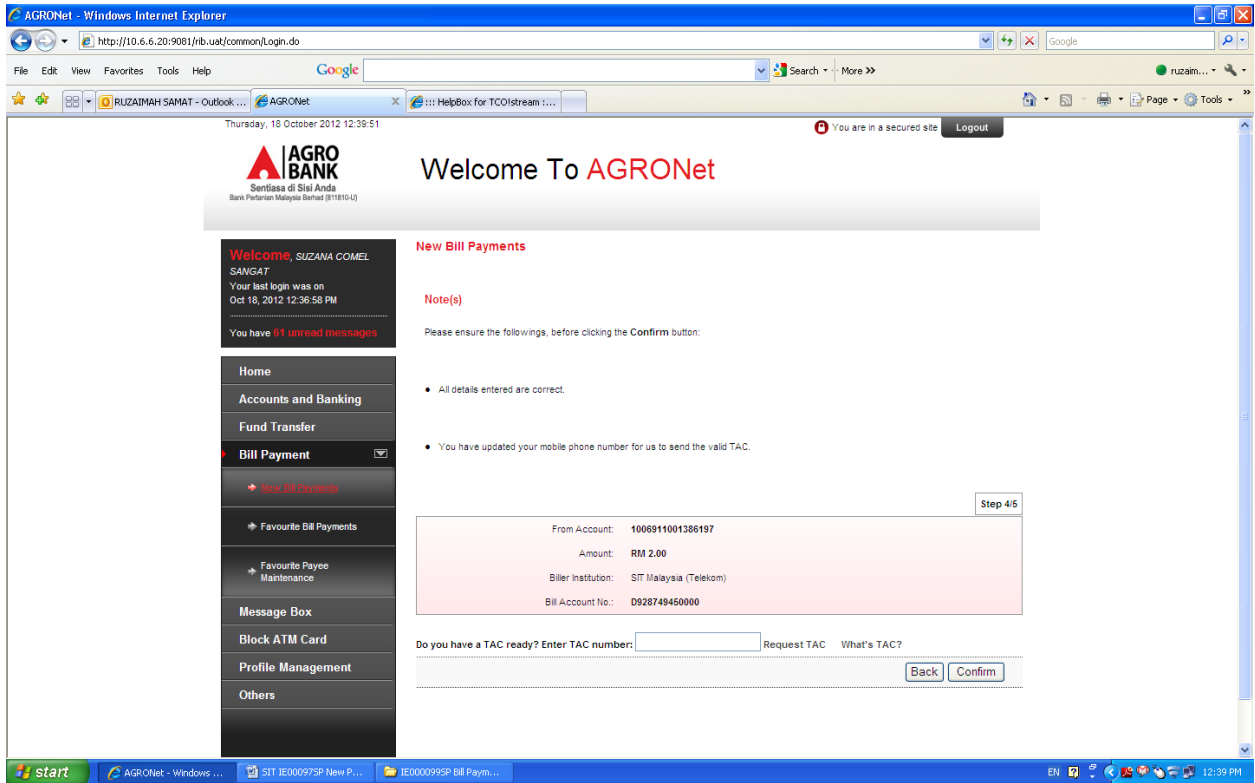 AGRONet - Windows Internet Explorer
http://10.6.6.20:9081/rib.uat/common/Login.do
Google
File Edit View Favorites Tools Help
Google
Search
More »
ruzaim...
RUZAIMAH SAMAT - Outlook ...
AGRONet
::: HelpBox for TCO!stream :...
Page
Tools
Thursday, 18 October 2012 12:39:51
You are in a secured site
Logout
AGRO
BANK
Sentiasa di Sisi Anda
Bank Pertanian Malaysia Berhad (811810-U)
Welcome To AGRONet
Welcome, SUZANA COMEL
SANGAT
Your last login was on
Oct 18, 2012 12:36:58 PM
You have 61 unread messages
Home
Accounts and Banking
Fund Transfer
Bill Payment
New Bill Payments
Favourite Bill Payments
Favourite Payee
Maintenance
Message Box
Block ATM Card
Profile Management
Others
New Bill Payments
Note(s)
Please ensure the followings, before clicking the Confirm button:
• All details entered are correct.
• You have updated your mobile phone number for us to send the valid TAC.
Step 4/5
From Account: 1006911001386197
Amount: RM 2.00
Biller Institution: SIT Malaysia (Telekom)
Bill Account No.: D928749450000
Do you have a TAC ready? Enter TAC number: Request TAC What's TAC?
Back Confirm
start
AGRONet - Windows ...
SIT IE000097SP New P...
IE000099SP Bill Paym...
EN
12:39 PM